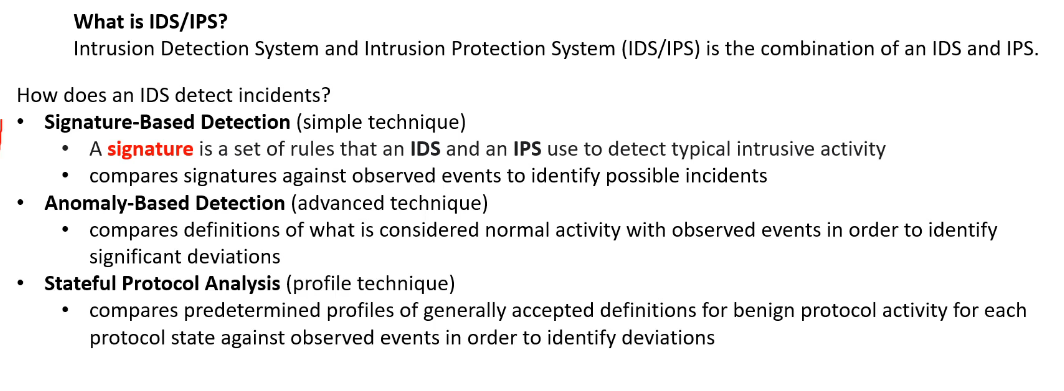 What is IDS/IPS?
Intrusion Detection System and Intrusion Protection System (IDS/IPS) is the combination of an IDS and IPS.
How does an IDS detect incidents?
• Signature-Based Detection (simple technique)
• A signature is a set of rules that an IDS and an IPS use to detect typical intrusive activity
• compares signatures against observed events to identify possible incidents
• Anomaly-Based Detection (advanced technique)
• compares definitions of what is considered normal activity with observed events in order to identify
significant deviations
• Stateful Protocol Analysis (profile technique)
• compares predetermined profiles of generally accepted definitions for benign protocol activity for each
protocol state against observed events in order to identify deviations